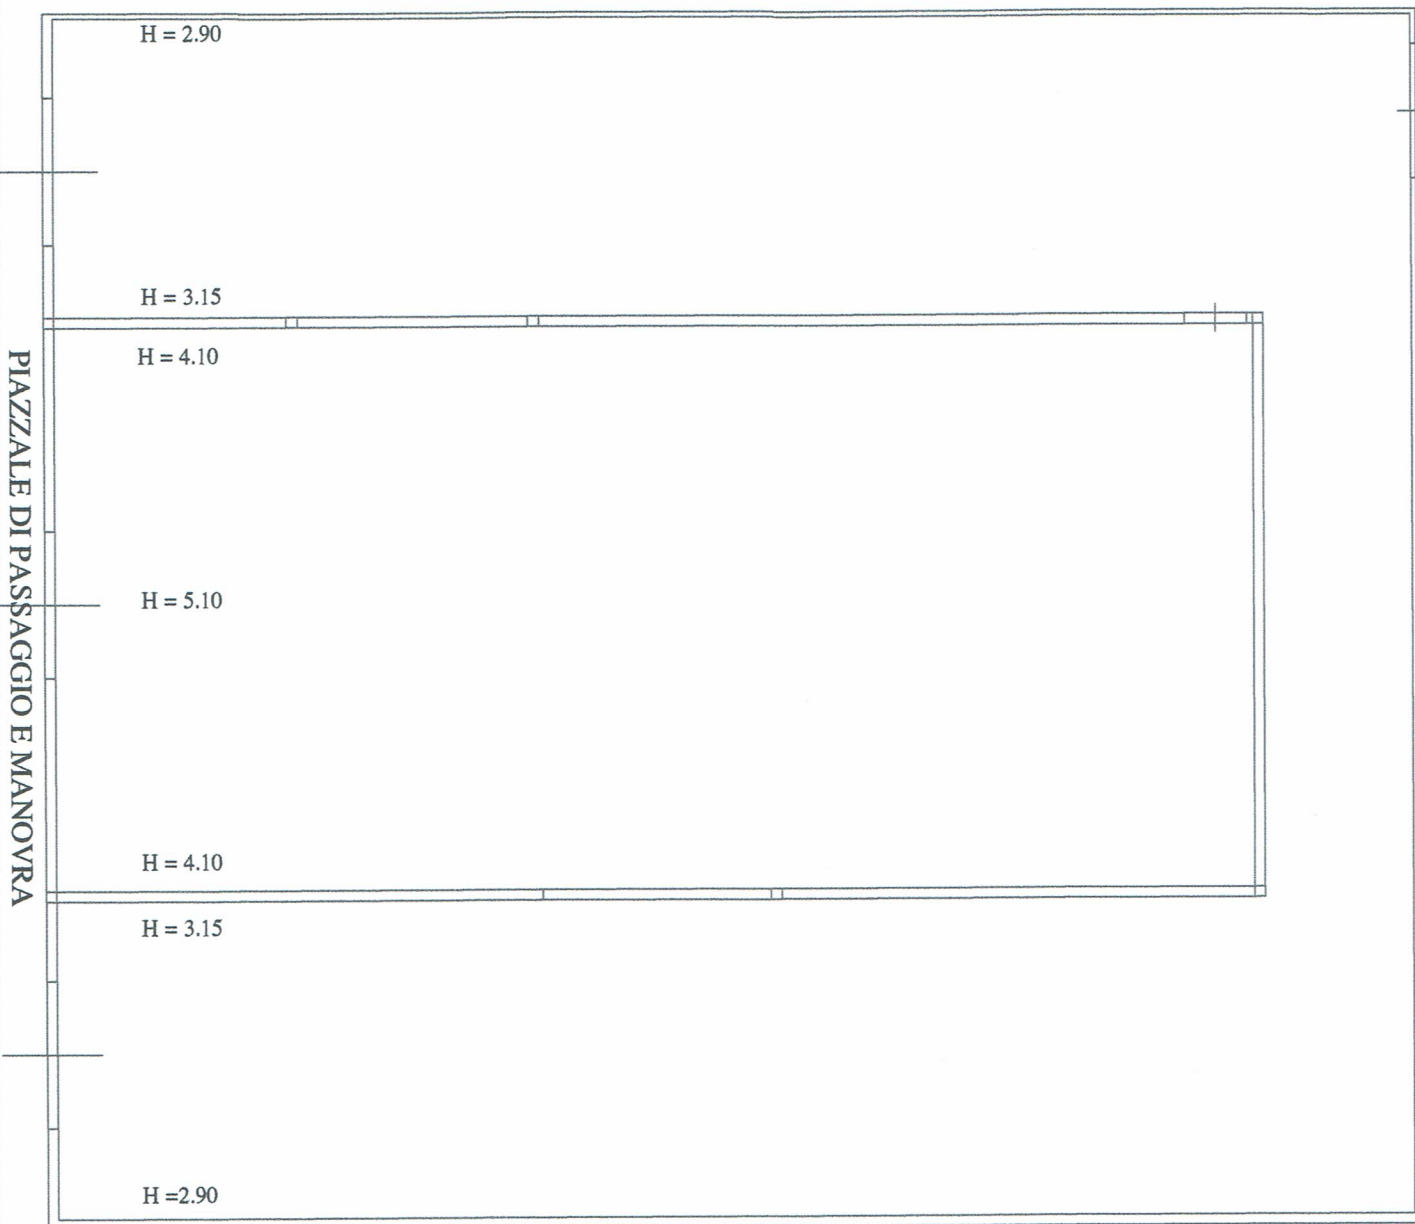 H = 2.90
H = 3.15
H = 4.10
PIAZZALE DI PASSAGGIO E MANOVRA
H = 5.10
H = 4.10
H = 3.15
H =2.90